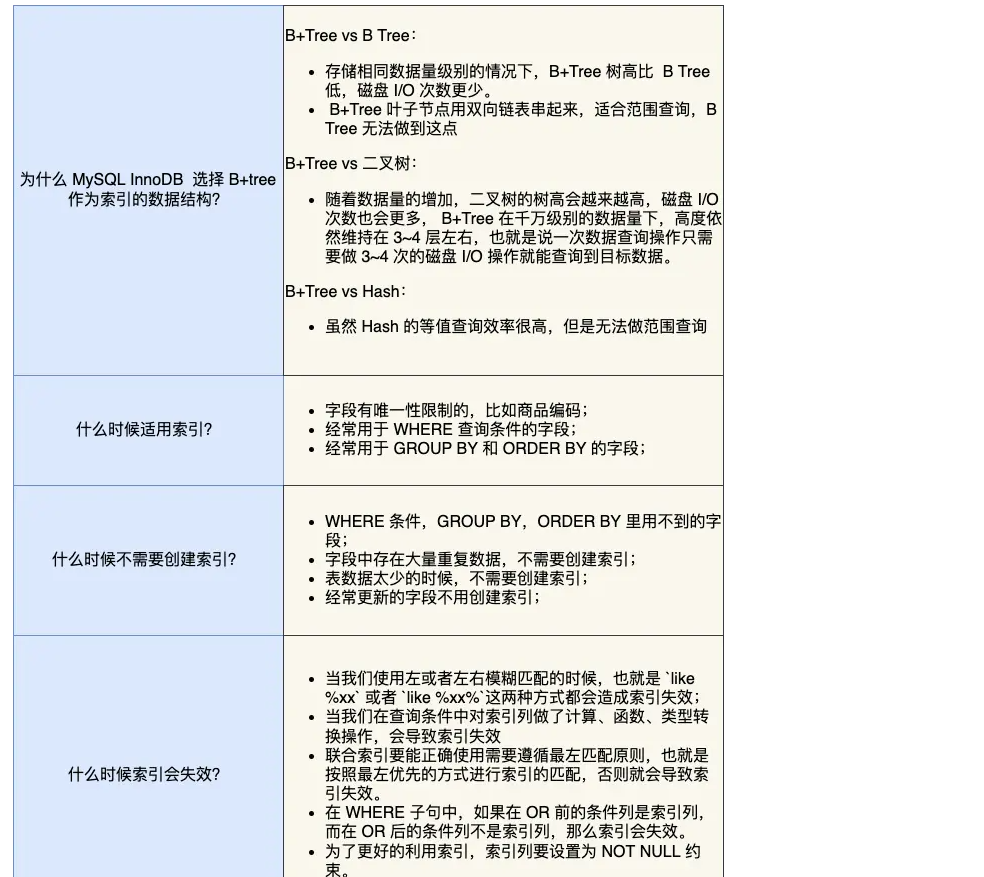 为什么 MySQL InnoDB 选择 B+tree
作为索引的数据结构？
B+Tree vs B Tree：
• 存储相同数据量级别的情况下，B+Tree 树高比 B Tree
低，磁盘 I/O 次数更少。
• B+Tree 叶子节点用双向链表串起来，适合范围查询，B
Tree 无法做到这点
B+Tree vs 二叉树：
• 随着数据量的增加，二叉树的树高会越来越高，磁盘 I/O
次数也会更多， B+Tree 在千万级别的数据量下，高度依
然维持在 3~4 层左右，也就是说一次数据查询操作只需
要做 3~4 次的磁盘 I/O 操作就能查询到目标数据。
B+Tree vs Hash：
• 虽然 Hash 的等值查询效率很高，但是无法做范围查询
什么时候适用索引？
• 字段有唯一性限制的，比如商品编码；
• 经常用于 WHERE 查询条件的字段；
• 经常用于 GROUP BY 和 ORDER BY 的字段；
什么时候不需要创建索引？
• WHERE 条件，GROUP BY，ORDER BY 里用不到的字
段；
• 字段中存在大量重复数据，不需要创建索引；
• 表数据太少的时候，不需要创建索引；
• 经常更新的字段不用创建索引；
什么时候索引会失效？
• 当我们使用左或者左右模糊匹配的时候，也就是 `like
%xx` 或者 `like %xx%`这两种方式都会造成索引失效；
• 当我们在查询条件中对索引列做了计算、函数、类型转
换操作，会导致索引失效
• 联合索引要能正确使用需要遵循最左匹配原则，也就是
按照最左优先的方式进行索引的匹配，否则就会导致索
引失效。
• 在 WHERE 子句中，如果在 OR 前的条件列是索引列，
而在 OR 后的条件列不是索引列，那么索引会失效。
• 为了更好的利用索引，索引列要设置为 NOT NULL 约
束。